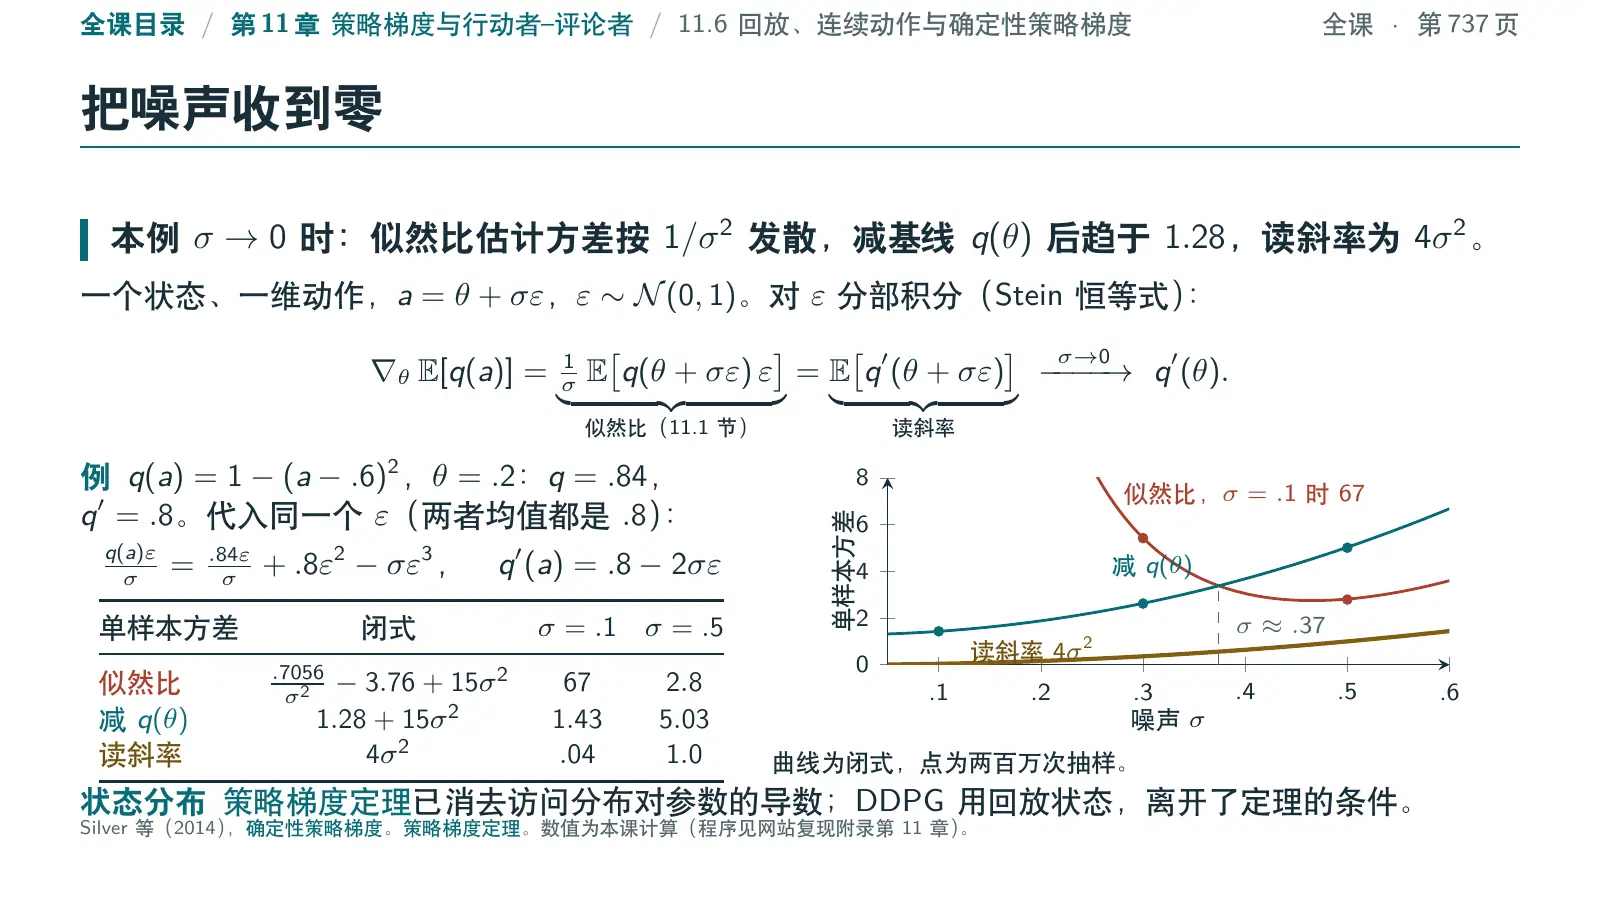 全课目录 / 第11章 策略梯度与行动者–评论者 / 11.6 回放、连续动作与确定性策略梯度 全课 · 第737页
把噪声收到零
本例 σ → 0 时：似然比估计方差按 1/σ² 发散，减基线 q(θ) 后趋于 1.28，读斜率为 4σ²。
一个状态、一维动作，a = θ + σε，ε ∼ 𝒩(0, 1)。对 ε 分部积分（Stein 恒等式）：
∇θ 𝔼[q(a)] = 1/σ 𝔼[q(θ + σε) ε] = 𝔼[q′(θ + σε)] σ→0 ⟶ q′(θ).
似然比（11.1 节） 读斜率
例 q(a) = 1 − (a − .6)²，θ = .2：q = .84，
q′ = .8。代入同一个 ε（两者均值都是 .8）：
q(a)ε/σ = .84ε/σ + .8ε² − σε³， q′(a) = .8 − 2σε
单样本方差 闭式 σ = .1 σ = .5
似然比 .7056/σ² − 3.76 + 15σ² 67 2.8
减 q(θ) 1.28 + 15σ² 1.43 5.03
读斜率 4σ² .04 1.0
单样本方差
8
6
4
2
0
似然比，σ = .1 时 67
减 q(θ)
σ ≈ .37
读斜率 4σ²
.1 .2 .3 .4 .5 .6
噪声 σ
曲线为闭式，点为两百万次抽样。
状态分布 策略梯度定理已消去访问分布对参数的导数；DDPG 用回放状态，离开了定理的条件。
Silver 等（2014），确定性策略梯度。策略梯度定理。数值为本课计算（程序见网站复现附录第 11 章）。